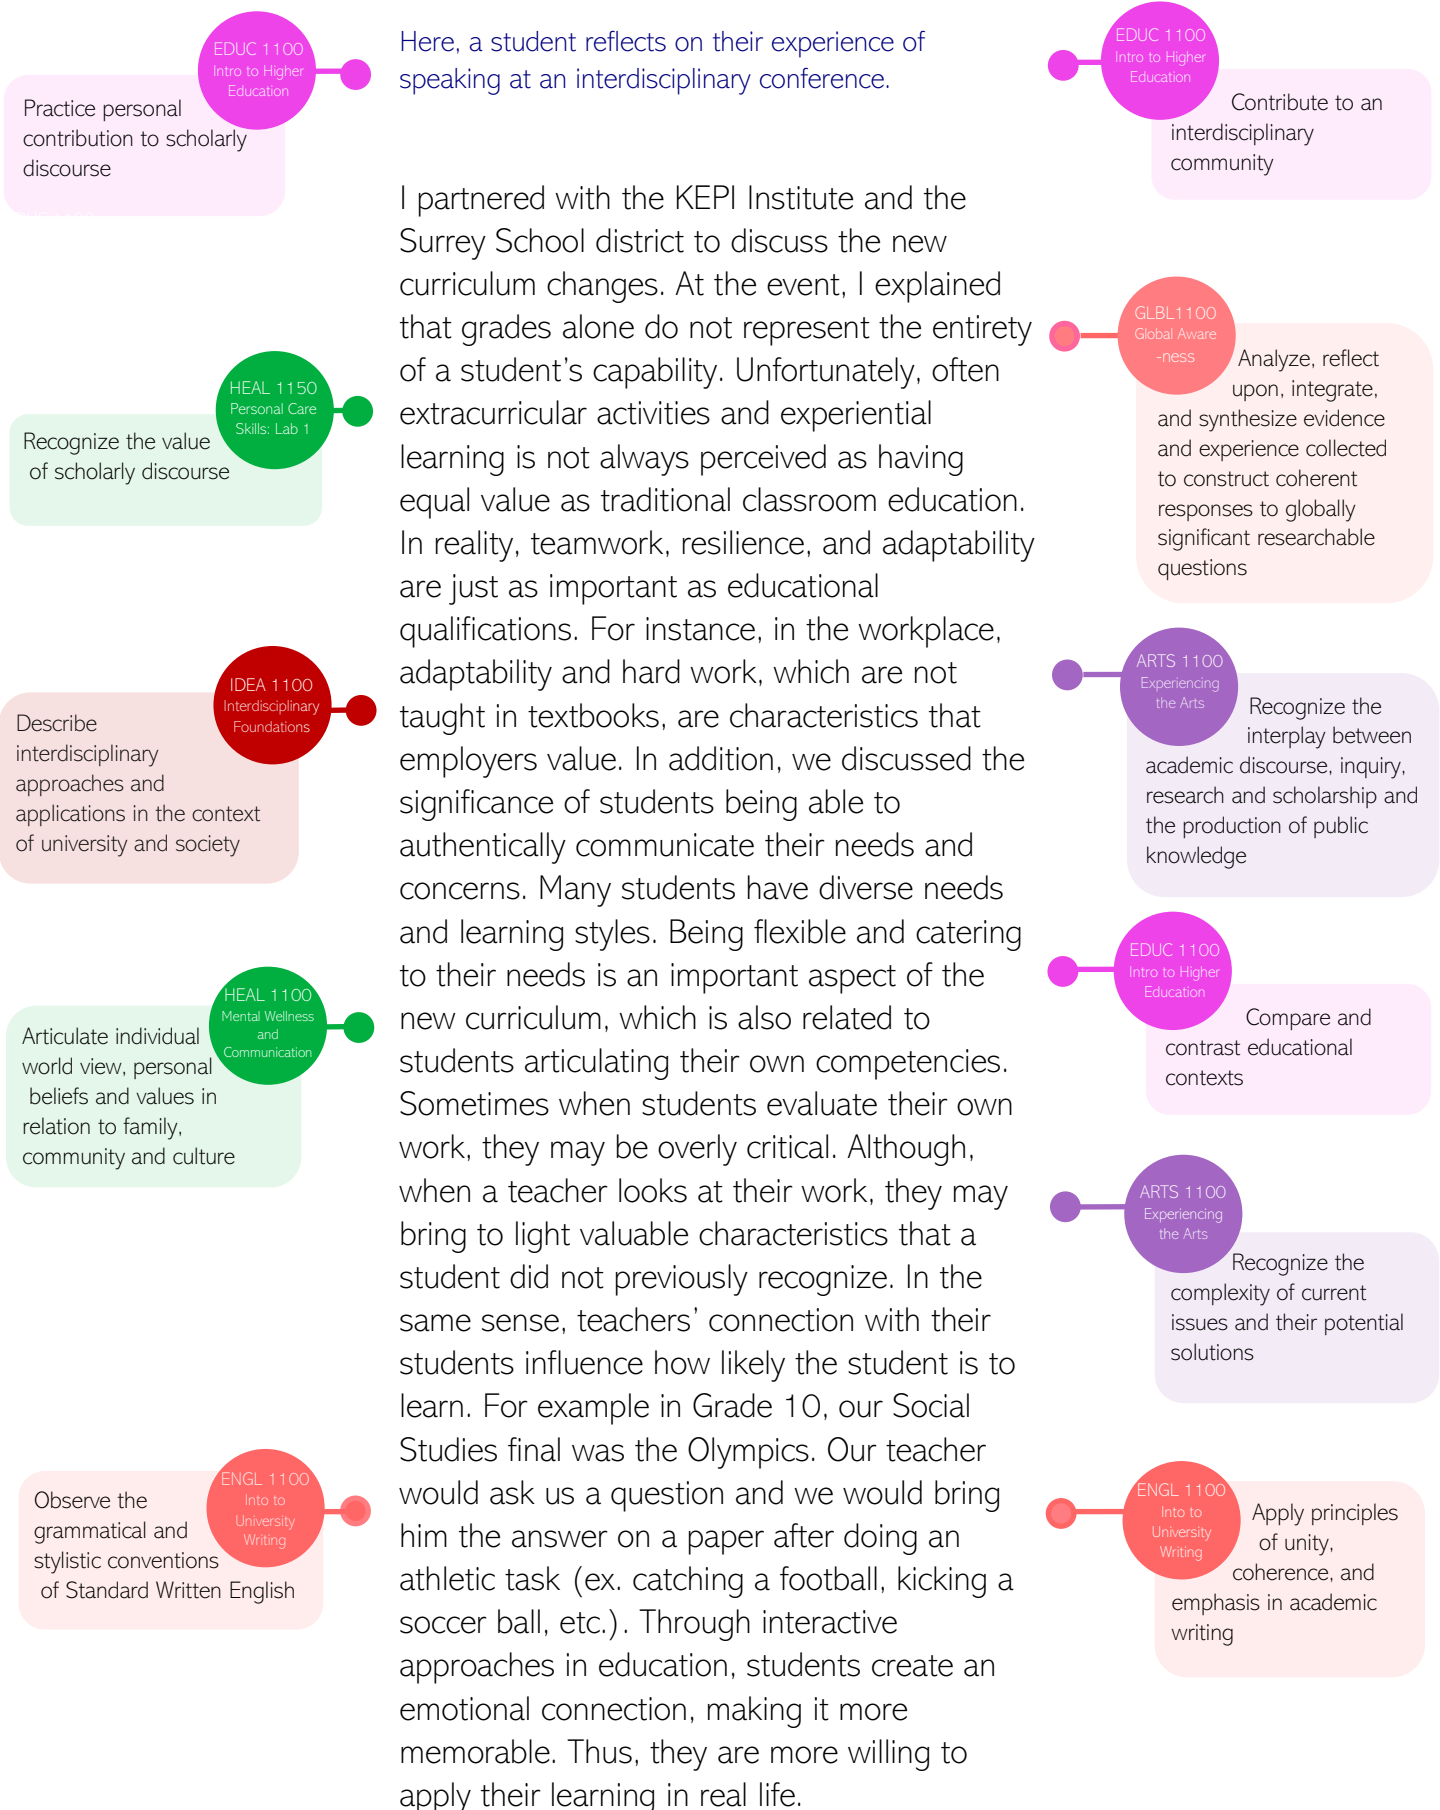 Here, a student reflects on their experience of
speaking at an interdisciplinary conference.
EDUC 1100
Intro to Higher
Education
Practice personal
contribution to scholarly
discourse
HEAL 1150
Personal Care
Skills: Lab 1
Recognize the value
of scholarly discourse
IDEA 1100
Interdisciplinary
Foundations
Describe
interdisciplinary
approaches and
applications in the context
of university and society
HEAL 1100
Mental Wellness
and
Communication
Articulate individual
world view, personal
beliefs and values in
relation to family,
community and culture
ENGL 1100
Into to
University
Writing
Observe the
grammatical and
stylistic conventions
of Standard Written English
I partnered with the KEPI Institute and the
Surrey School district to discuss the new
curriculum changes. At the event, I explained
that grades alone do not represent the entirety
of a student's capability. Unfortunately, often
extracurricular activities and experiential
learning is not always perceived as having
equal value as traditional classroom education.
In reality, teamwork, resilience, and adaptability
are just as important as educational
qualifications. For instance, in the workplace,
adaptability and hard work, which are not
taught in textbooks, are characteristics that
employers value. In addition, we discussed the
significance of students being able to
authentically communicate their needs and
concerns. Many students have diverse needs
and learning styles. Being flexible and catering
to their needs is an important aspect of the
new curriculum, which is also related to
students articulating their own competencies.
Sometimes when students evaluate their own
work, they may be overly critical. Although,
when a teacher looks at their work, they may
bring to light valuable characteristics that a
student did not previously recognize. In the
same sense, teachers' connection with their
students influence how likely the student is to
learn. For example in Grade 10, our Social
Studies final was the Olympics. Our teacher
would ask us a question and we would bring
him the answer on a paper after doing an
athletic task (ex. catching a football, kicking a
soccer ball, etc.). Through interactive
approaches in education, students create an
emotional connection, making it more
memorable. Thus, they are more willing to
apply their learning in real life.
EDUC 1100
Intro to Higher
Education
Contribute to an
interdisciplinary
community
GLBL1100
Global Aware
-ness
Analyze, reflect
upon, integrate,
and synthesize evidence
and experience collected
to construct coherent
responses to globally
significant researchable
questions
ARTS 1100
Experiencing
the Arts
Recognize the
interplay between
academic discourse, inquiry,
research and scholarship and
the production of public
knowledge
EDUC 1100
Intro to Higher
Education
Compare and
contrast educational
contexts
ARTS 1100
Experiencing
the Arts
Recognize the
complexity of current
issues and their potential
solutions
ENGL 1100
Into to
University
Writing
Apply principles
of unity,
coherence, and
emphasis in academic
writing